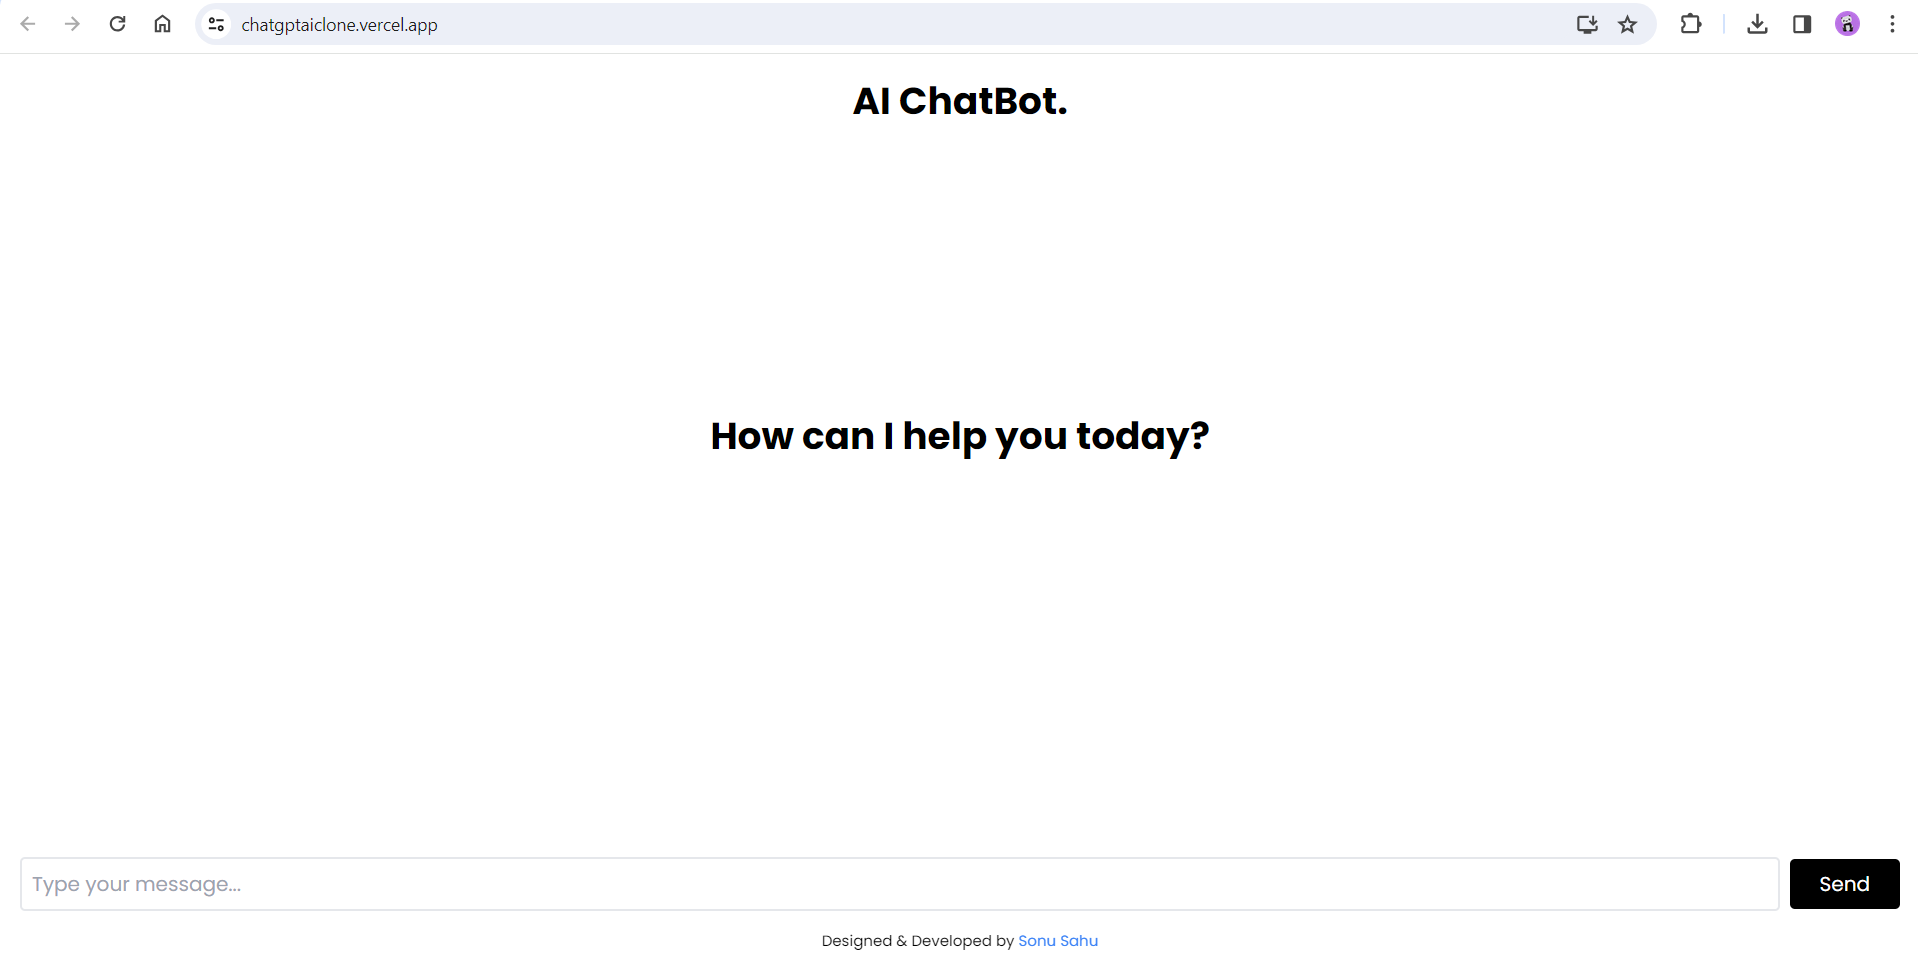 chatgptaiclone.vercel.app
AI ChatBot.
How can I help you today?
Type your message...
Send
Designed & Developed by Sonu Sahu